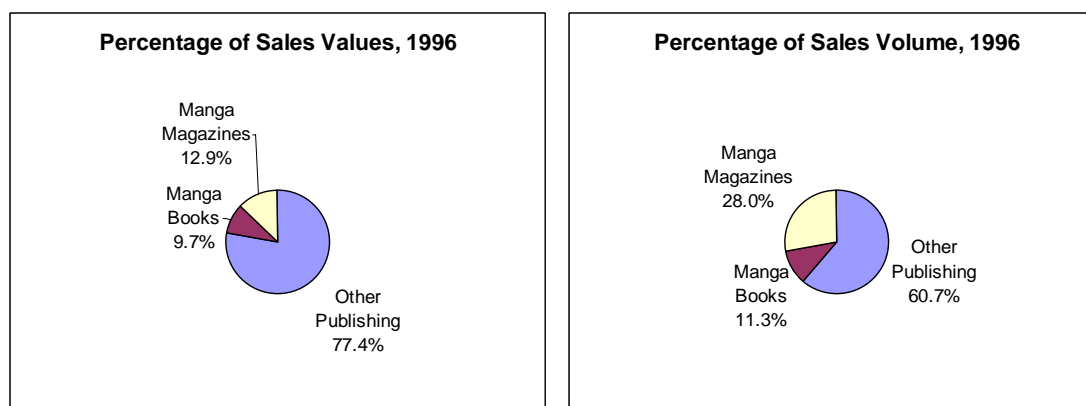 Percentage of Sales Values, 1996
Manga
Magazines
12.9%
Manga
Books
9.7%
Other
Publishing
77.4%
Percentage of Sales Volume, 1996
Manga
Magazines
28.0%
Other
Publishing
60.7%
Manga
Books
11.3%